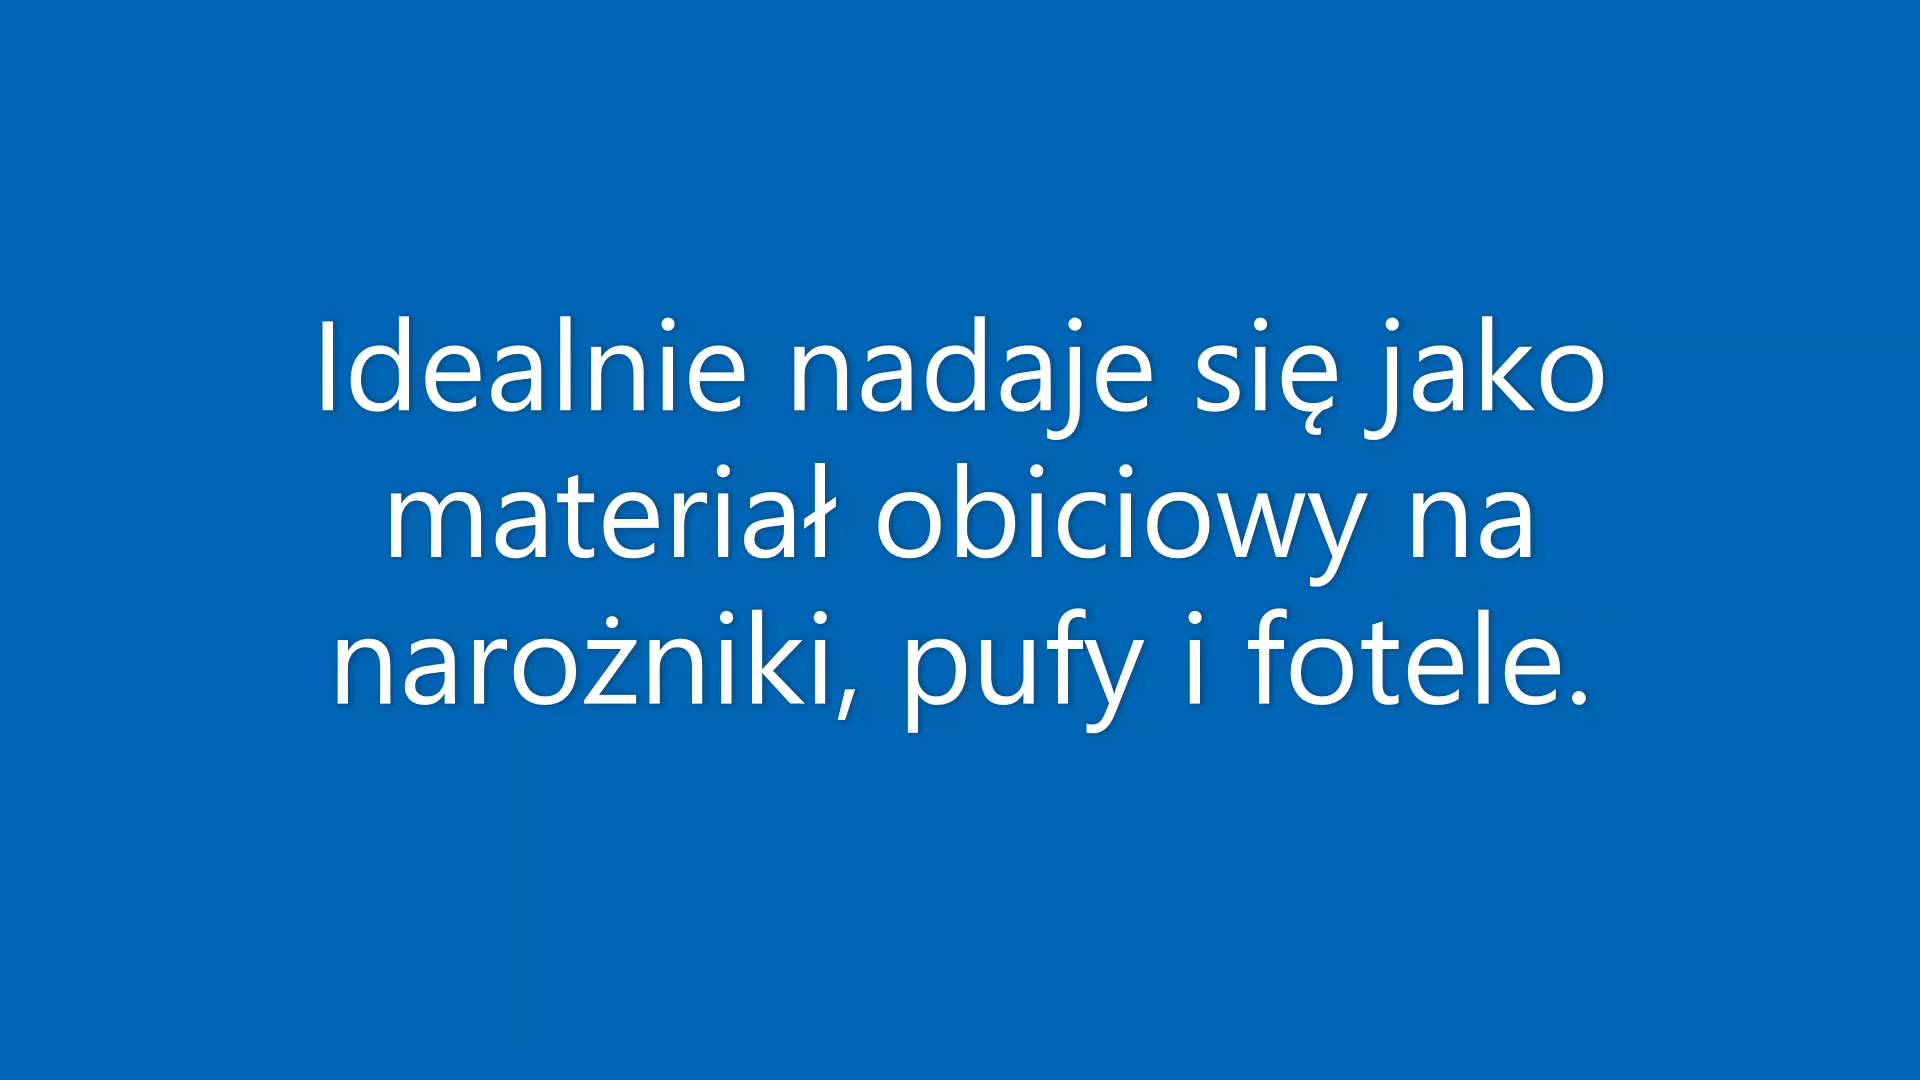 Idealnie nadaje się jako
materiał obiciowy na
narożniki, pufy i fotele.